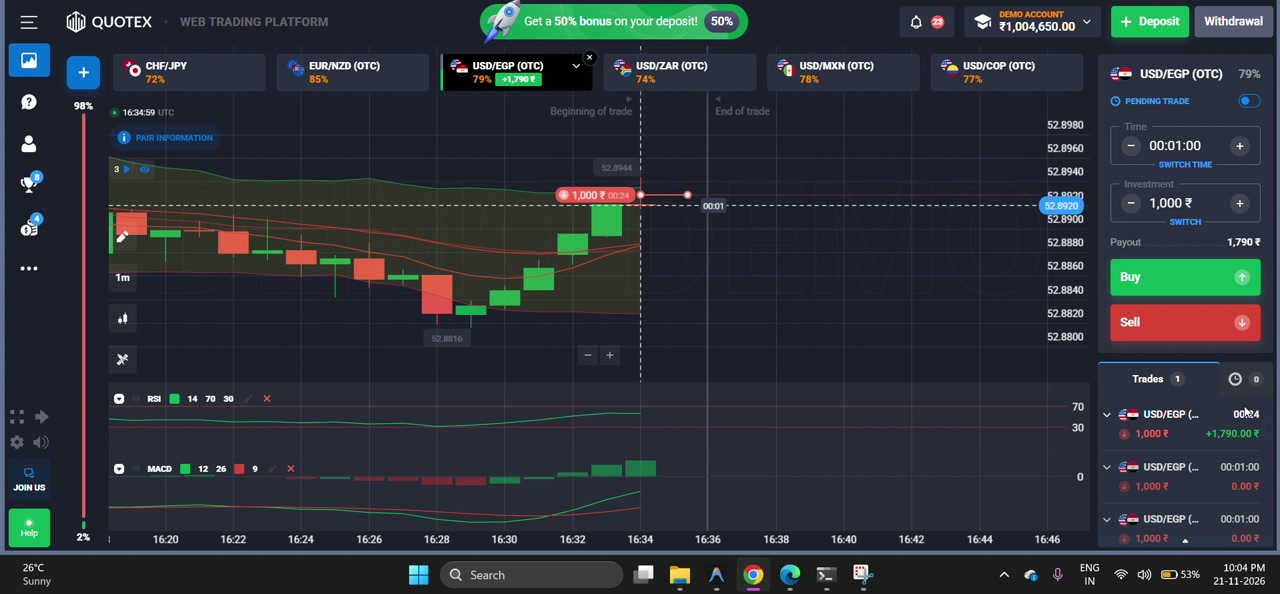 QUOTEX
WEB TRADING PLATFORM
Get a 50% bonus on your deposit! 50%
23
DEMO ACCOUNT
₹1,004,650.00
+ Deposit
Withdrawal
+
CHF/JPY
72%
EUR/NZD (OTC)
85%
USD/EGP (OTC)
79% +1,790 ₹
USD/ZAR (OTC)
74%
USD/MXN (OTC)
78%
USD/COP (OTC)
77%
98%
16:34:59 UTC
PAIR INFORMATION
Beginning of trade
End of trade
3
52.8944
1,000 ₹ 00:24
00:01
1m
52.8816
52.8980
52.8960
52.8940
52.8920
52.8920
52.8900
52.8880
52.8860
52.8840
52.8820
52.8800
− +
RSI 14 70 30
70
30
MACD 12 26 9
0
16:20 16:22 16:24 16:26 16:28 16:30 16:32 16:34 16:36 16:38 16:40 16:42 16:44 16:46
2%
8
4
JOIN US
Help
USD/EGP (OTC) 79%
PENDING TRADE
Time
− 00:01:00 +
SWITCH TIME
Investment
− 1,000 ₹ +
SWITCH
Payout 1,790 ₹
Buy
Sell
Trades 1
0
USD/EGP (... 00:24
1,000 ₹ +1,790.00 ₹
USD/EGP (... 00:01:00
1,000 ₹ 0.00 ₹
USD/EGP (... 00:01:00
1,000 ₹ 0.00 ₹
26°C
Sunny
Search
ENG
IN
53%
10:04 PM
21-11-2026